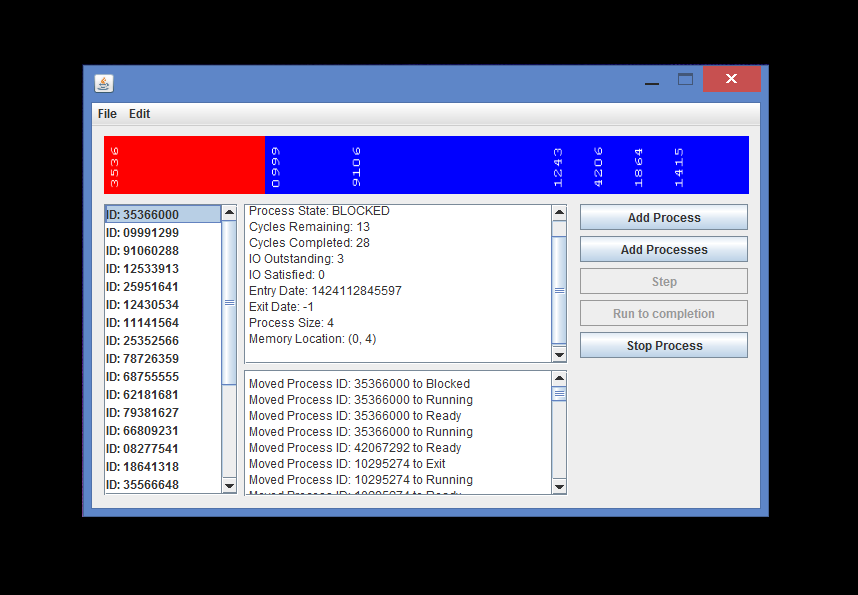 File Edit
3536 0999 9106 1243 4206 1864 1415
ID: 35366000
ID: 09991299
ID: 91060288
ID: 12533913
ID: 25951641
ID: 12430534
ID: 11141564
ID: 25352566
ID: 78726359
ID: 68755555
ID: 62181681
ID: 79381627
ID: 66809231
ID: 08277541
ID: 18641318
ID: 35566648
Process State: BLOCKED
Cycles Remaining: 13
Cycles Completed: 28
IO Outstanding: 3
IO Satisfied: 0
Entry Date: 1424112845597
Exit Date: -1
Process Size: 4
Memory Location: (0, 4)
Moved Process ID: 35366000 to Blocked
Moved Process ID: 35366000 to Running
Moved Process ID: 35366000 to Ready
Moved Process ID: 35366000 to Running
Moved Process ID: 42067292 to Ready
Moved Process ID: 10295274 to Exit
Moved Process ID: 10295274 to Running
Moved Process ID: 10295274 to Ready
Add Process
Add Processes
Step
Run to completion
Stop Process